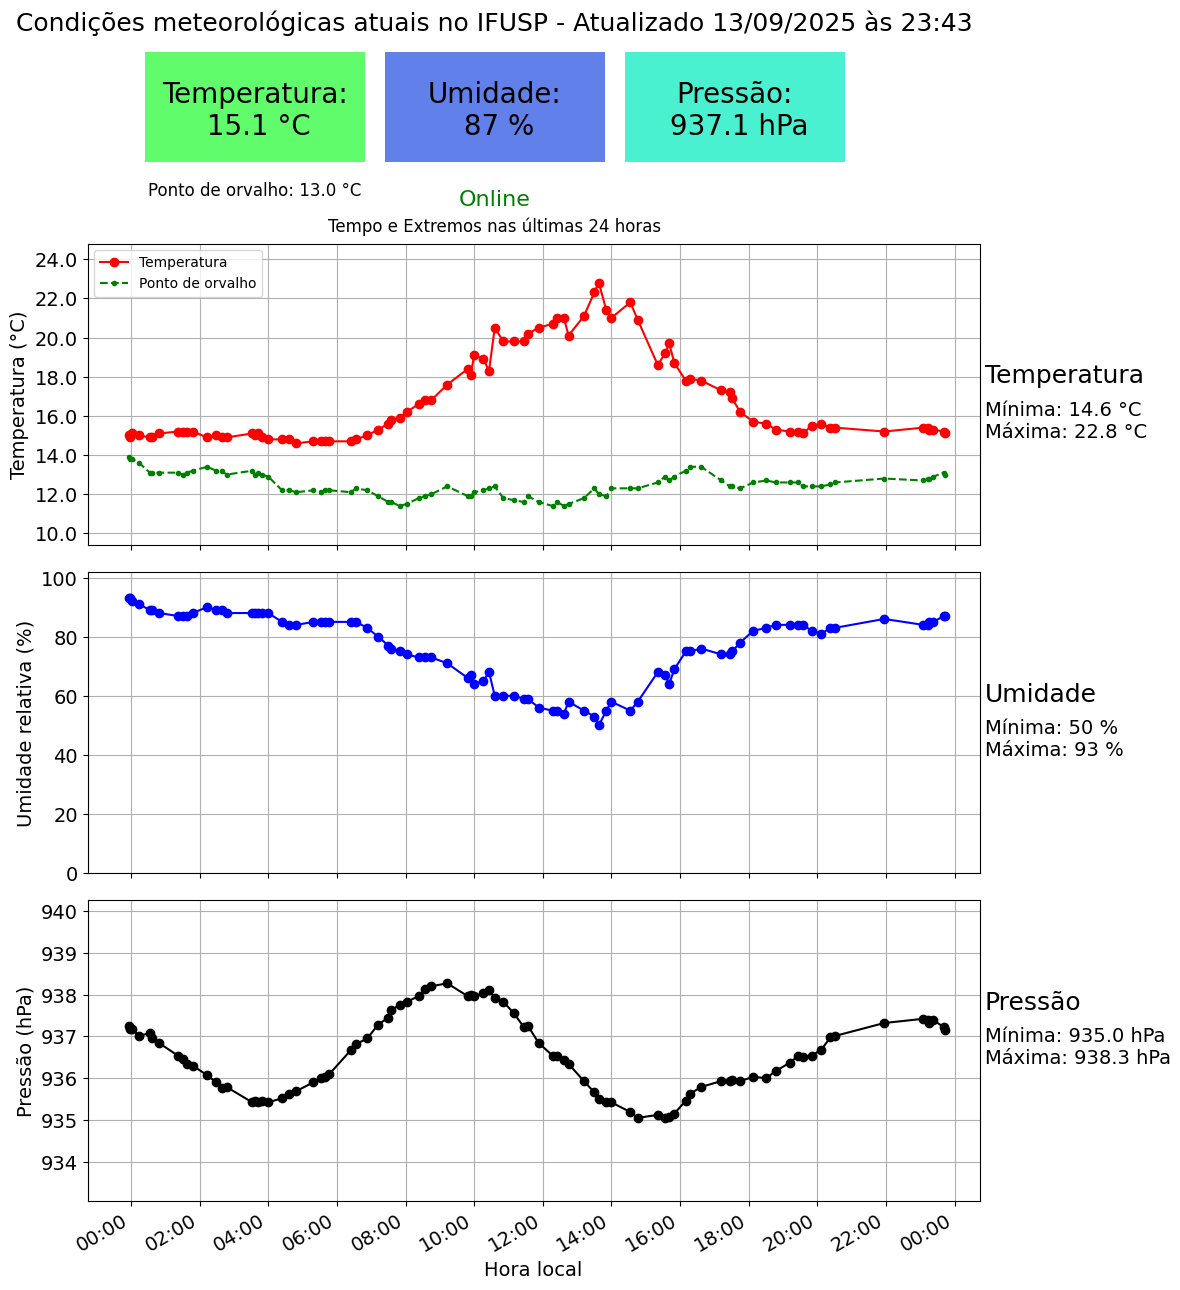 Condições meteorológicas atuais no IFUSP - Atualizado 13/09/2025 às 23:43
Temperatura:
15.1 °C
Umidade:
87 %
Pressão:
937.1 hPa
Ponto de orvalho: 13.0 °C
Online
Tempo e Extremos nas últimas 24 horas
Temperatura
Ponto de orvalho
24.0
22.0
20.0
18.0
16.0
14.0
12.0
10.0
Temperatura (°C)
Temperatura
Mínima: 14.6 °C
Máxima: 22.8 °C
100
80
60
40
20
0
Umidade relativa (%)
Umidade
Mínima: 50 %
Máxima: 93 %
940
939
938
937
936
935
934
Pressão (hPa)
Pressão
Mínima: 935.0 hPa
Máxima: 938.3 hPa
00:00
02:00
04:00
06:00
08:00
10:00
12:00
14:00
16:00
18:00
20:00
22:00
00:00
Hora local